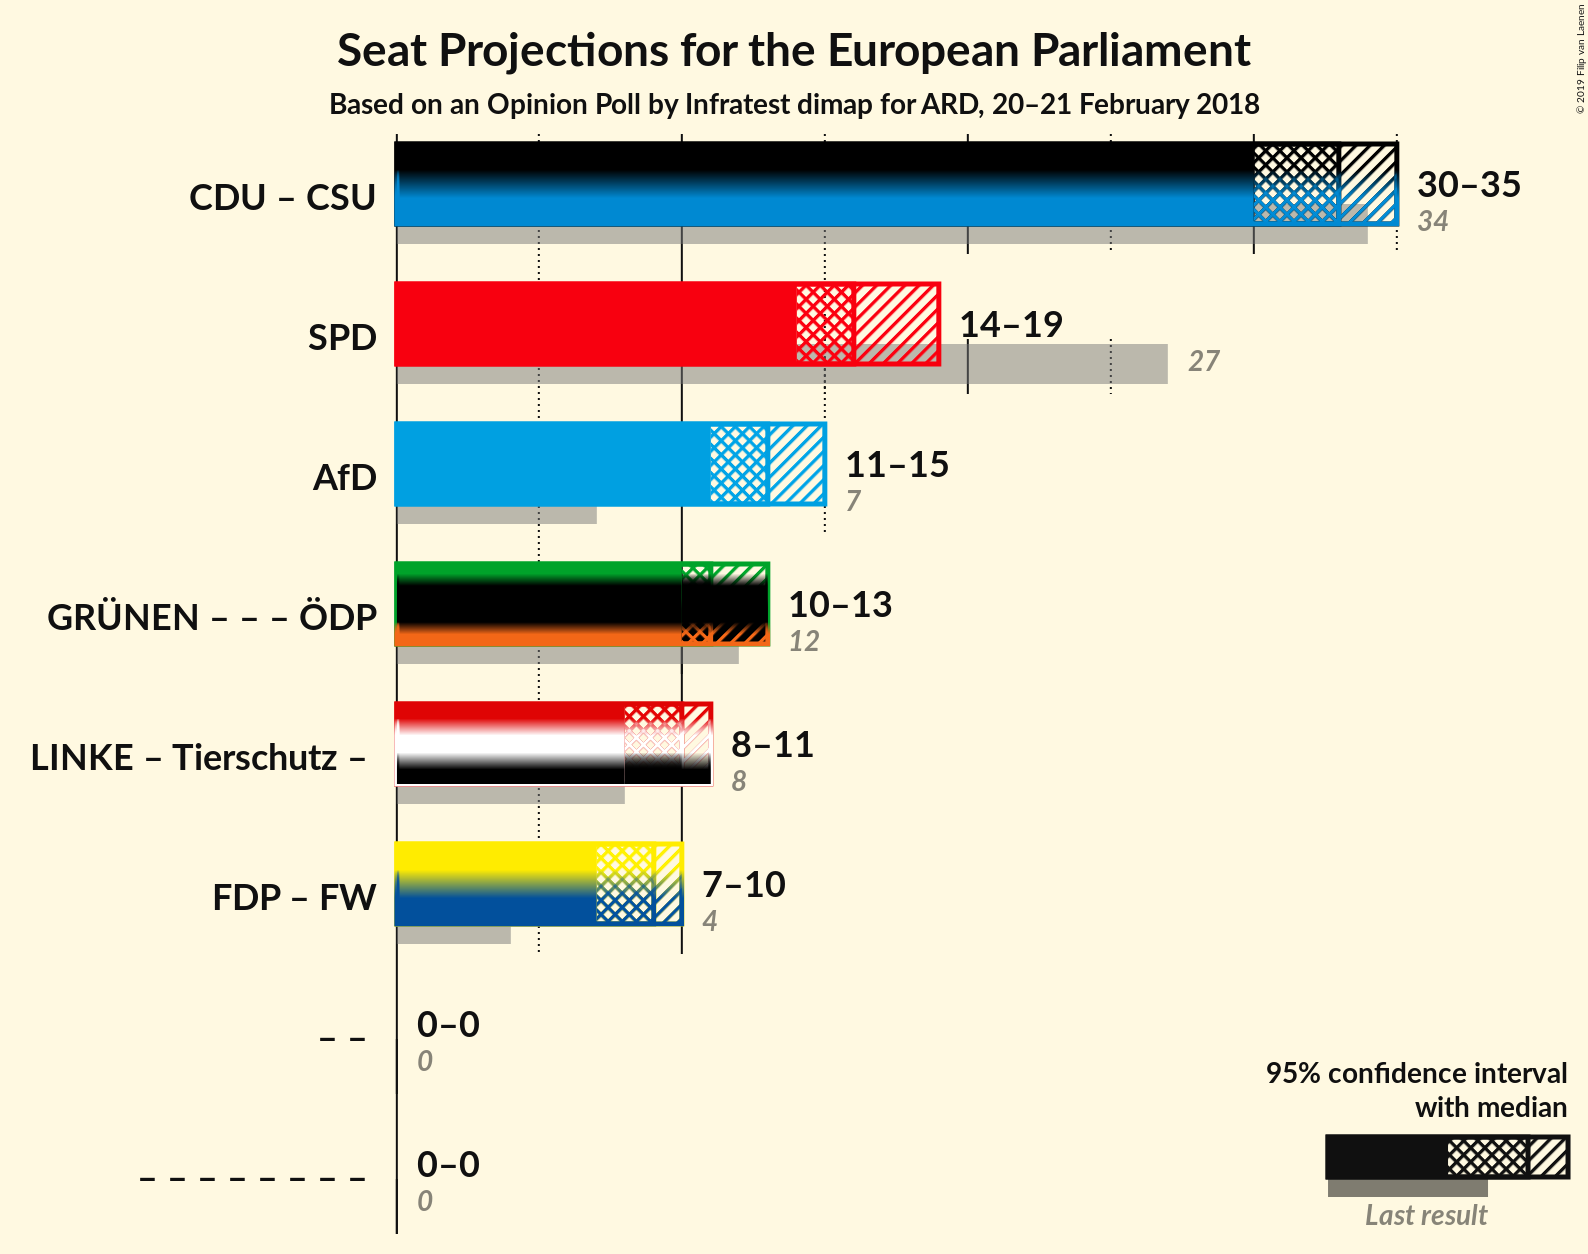 Seat Projections for the European Parliament
Based on an Opinion Poll by Infratest dimap for ARD, 20–21 February 2018
© 2019 Filip van Laenen
CDU – CSU
30–35
34
SPD
14–19
27
AfD
11–15
7
GRÜNEN – – – ÖDP
10–13
12
LINKE – Tierschutz –
8–11
8
FDP – FW
7–10
4
– –
0–0
0
– – – – – – – –
0–0
0
95% confidence interval
with median
Last result